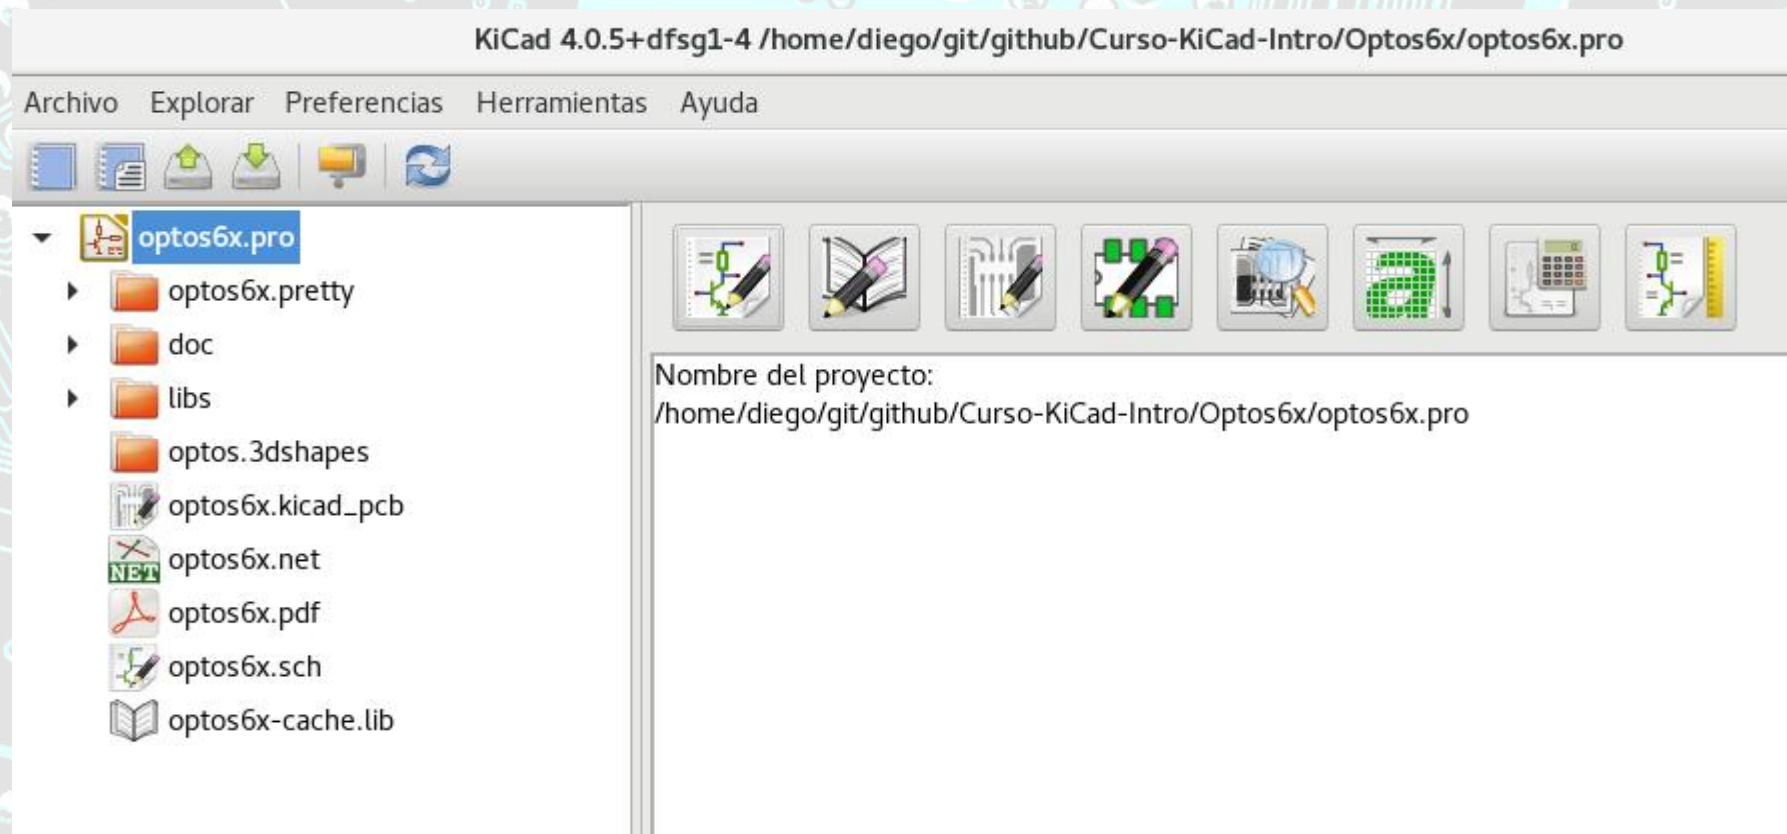 KiCad 4.0.5+dfsg1-4 /home/diego/git/github/Curso-KiCad-Intro/Optos6x/optos6x.pro
Archivo Explorar Preferencias Herramientas Ayuda
optos6x.pro
optos6x.pretty
doc
libs
optos.3dshapes
optos6x.kicad_pcb
NET optos6x.net
optos6x.pdf
optos6x.sch
optos6x-cache.lib
a
Nombre del proyecto:
/home/diego/git/github/Curso-KiCad-Intro/Optos6x/optos6x.pro